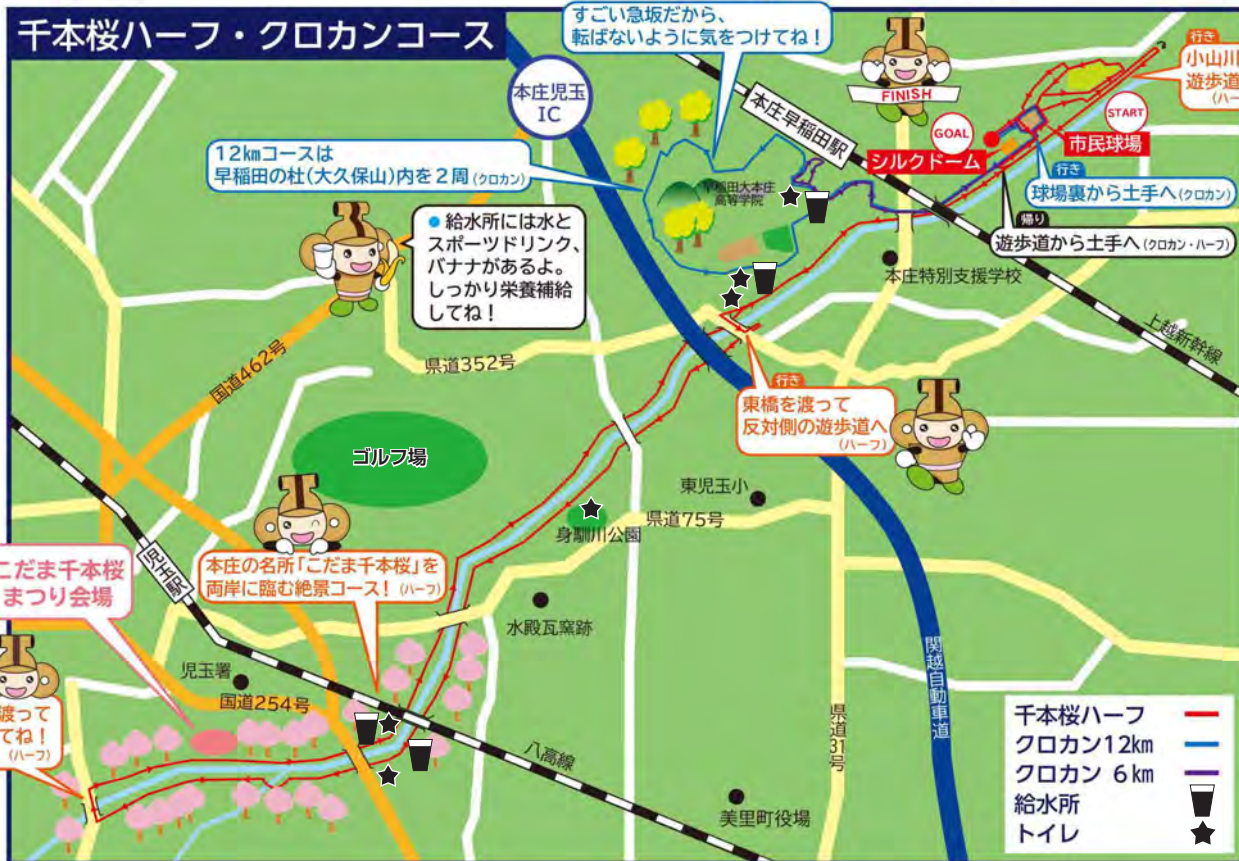 千本桜ハーフ・クロカンコース
すごい急坂だから、
転ばないように気をつけてね！
本庄児玉
IC
本庄早稲田駅
FINISH
行き
小山川
遊歩道
(ハー
START
市民球場
GOAL
シルクドーム
行き
球場裏から土手へ(クロカン)
帰り
遊歩道から土手へ(クロカン・ハーフ)
12kmコースは
早稲田の杜(大久保山)内を2周(クロカン)
早稲田大本庄
高等学院
● 給水所には水と
スポーツドリンク、
バナナがあるよ。
しっかり栄養補給
してね！
本庄特別支援学校
上越新幹線
国道462号
県道352号
行き
東橋を渡って
反対側の遊歩道へ
(ハーフ)
ゴルフ場
東児玉小
県道75号
身馴川公園
児玉駅
こだま千本桜
まつり会場
本庄の名所「こだま千本桜」を
両岸に臨む絶景コース！(ハーフ)
水殿瓦窯跡
児玉署
国道254号
渡って
てね！
(ハーフ)
八高線
関越自動車道
県道31号
美里町役場
千本桜ハーフ
クロカン12km
クロカン 6km
給水所
トイレ